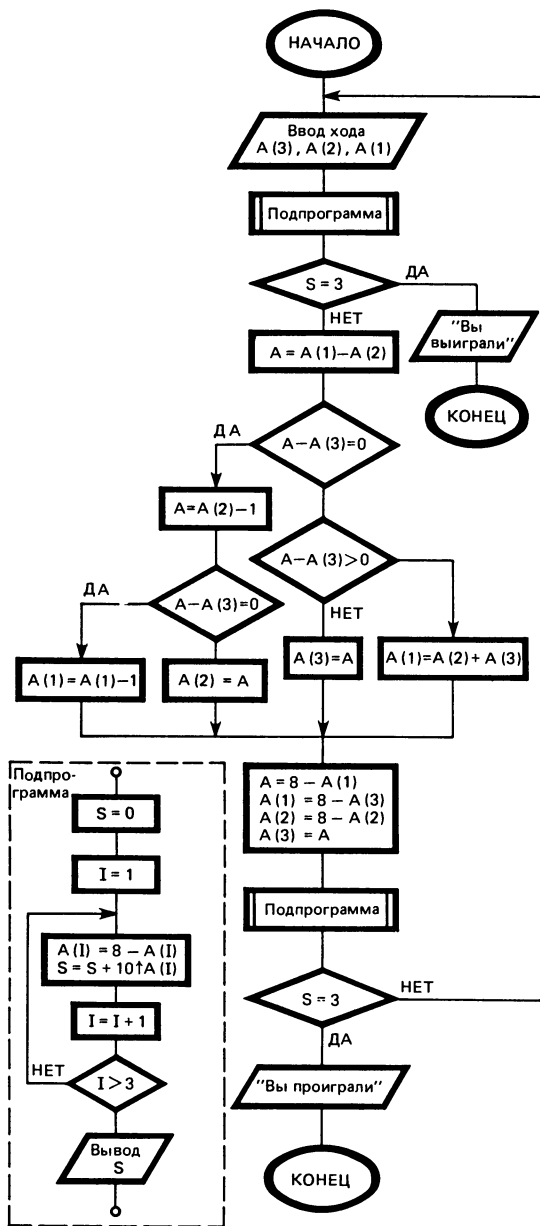 НАЧАЛО
Ввод хода
A (3) , A (2) , A (1)
Подпрограмма
S = 3
ДА
НЕТ
"Вы
выиграли"
КОНЕЦ
A = A (1) – A (2)
A – A (3) = 0
ДА
A = A (2) – 1
A – A (3) > 0
A – A (3) = 0
ДА
НЕТ
A (1) = A (1) – 1
A (2) = A
A (3) = A
A (1) = A (2) + A (3)
A = 8 – A (1)
A (1) = 8 – A (3)
A (2) = 8 – A (2)
A (3) = A
Подпрограмма
S = 3
НЕТ
ДА
"Вы проиграли"
КОНЕЦ
Подпро-
грамма
S = 0
I = 1
A (I) = 8 – A (I)
S = S + 10↑A (I)
I = I + 1
НЕТ
I > 3
Вывод
S